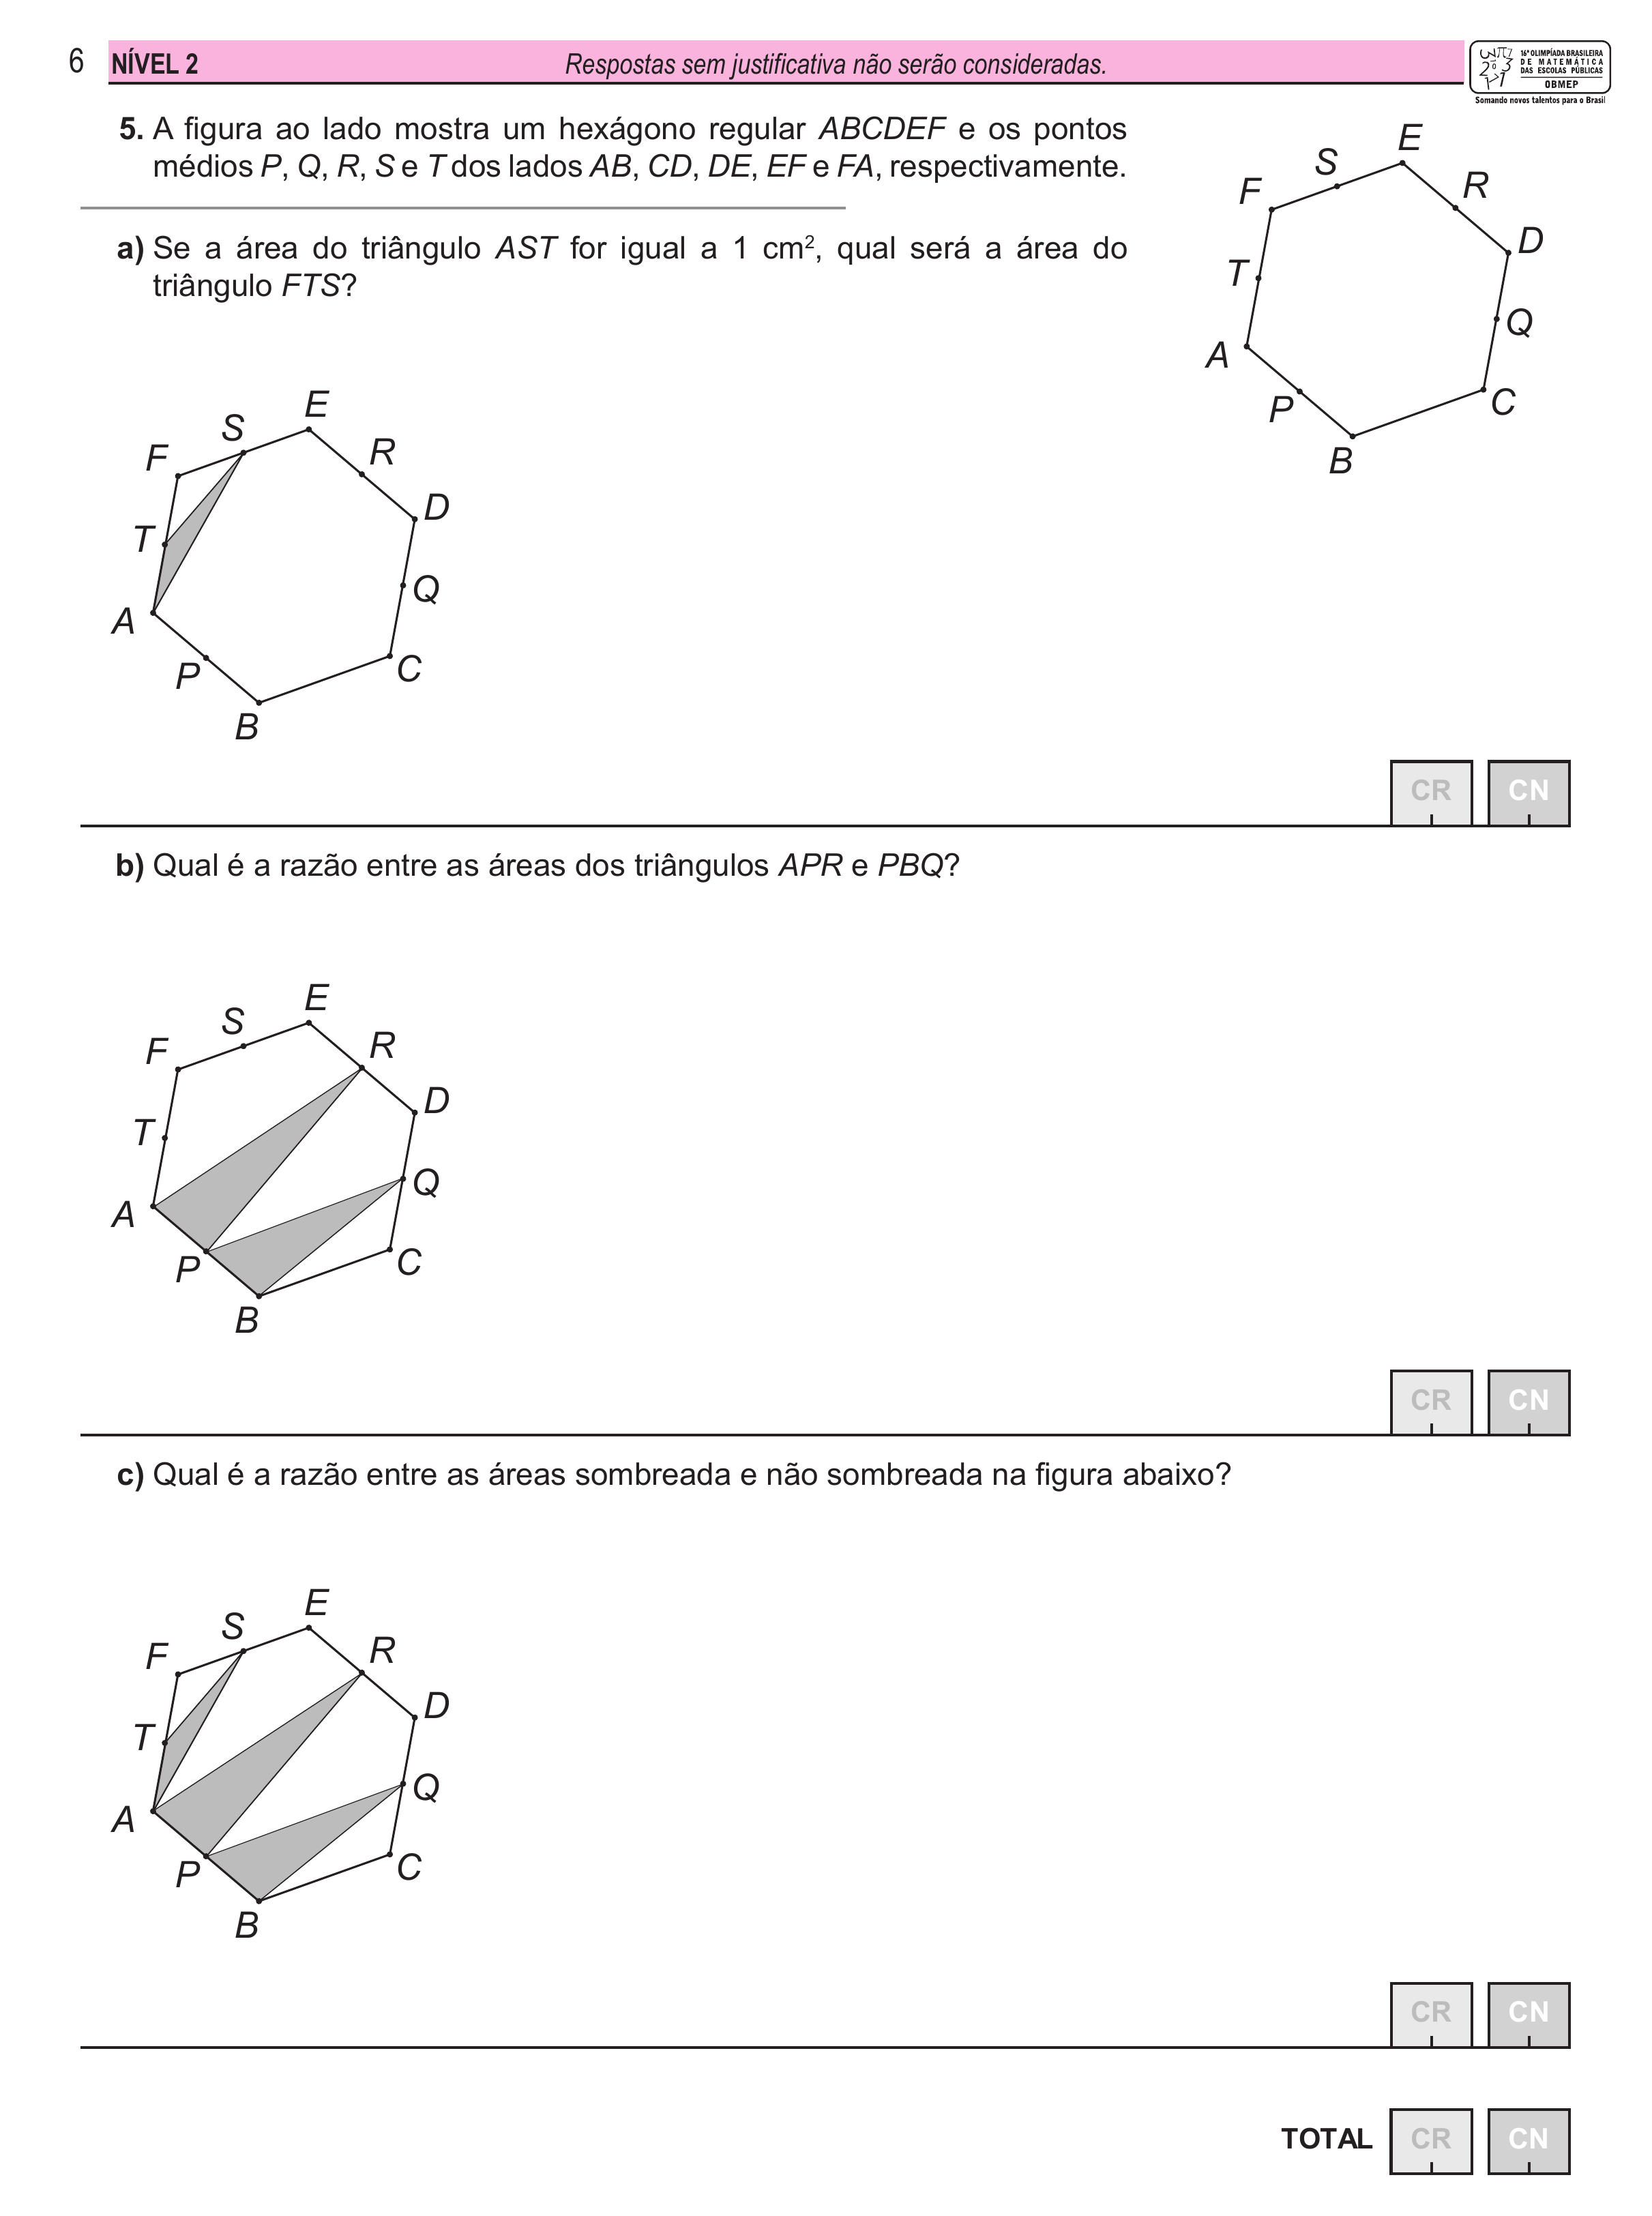 6 NÍVEL 2 Respostas sem justificativa não serão consideradas.
16ª OLIMPÍADA BRASILEIRA
DE MATEMÁTICA
DAS ESCOLAS PÚBLICAS
OBMEP
Somando novos talentos para o Brasil
5. A figura ao lado mostra um hexágono regular ABCDEF e os pontos
médios P, Q, R, S e T dos lados AB, CD, DE, EF e FA, respectivamente.
E
S
R
F
D
T
Q
A
C
P
B
a) Se a área do triângulo AST for igual a 1 cm², qual será a área do
triângulo FTS?
E
S
R
F
D
T
Q
A
C
P
B
CR CN
b) Qual é a razão entre as áreas dos triângulos APR e PBQ?
E
S
R
F
D
T
Q
A
C
P
B
CR CN
c) Qual é a razão entre as áreas sombreada e não sombreada na figura abaixo?
E
S
R
F
D
T
Q
A
C
P
B
CR CN
TOTAL CR CN